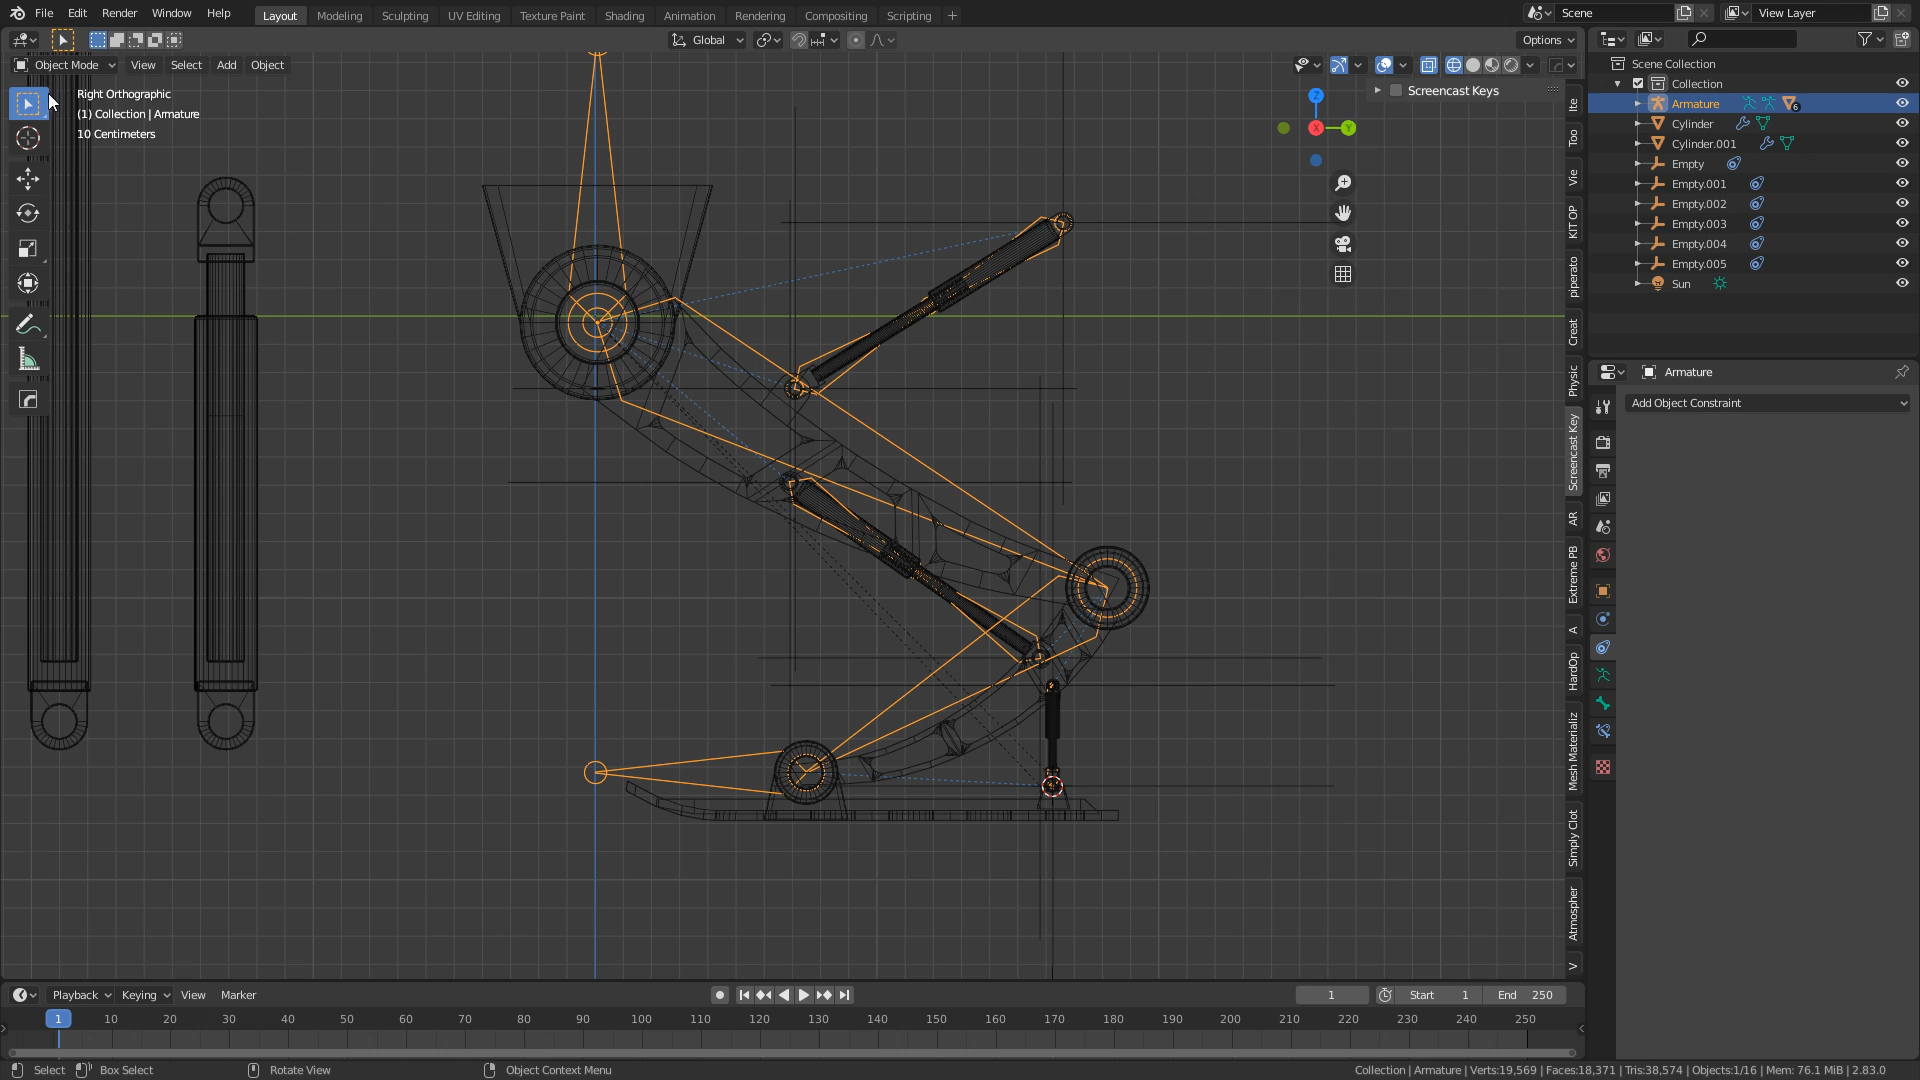 File Edit Render Window Help Layout Modeling Sculpting UV Editing Texture Paint Shading Animation Rendering Compositing Scripting + Scene View Layer
Global Options
Object Mode View Select Add Object
Right Orthographic
(1) Collection | Armature
10 Centimeters
Screencast Keys
Z
X
Y
Ite
Too
Vie
KIT OP
piperato
Creat
Physic
Screencast Key
AR
Extreme PB
A
HardOp
Mesh Materializ
Simply Clot
Atmospher
V
Scene Collection
Collection
Armature 6
Cylinder
Cylinder.001
Empty
Empty.001
Empty.002
Empty.003
Empty.004
Empty.005
Sun
Armature
Add Object Constraint
Playback Keying View Marker 1 Start 1 End 250
1 10 20 30 40 50 60 70 80 90 100 110 120 130 140 150 160 170 180 190 200 210 220 230 240 250
Select Box Select Rotate View Object Context Menu Collection | Armature | Verts:19,569 | Faces:18,371 | Tris:38,574 | Objects:1/16 | Mem: 76.1 MiB | 2.83.0